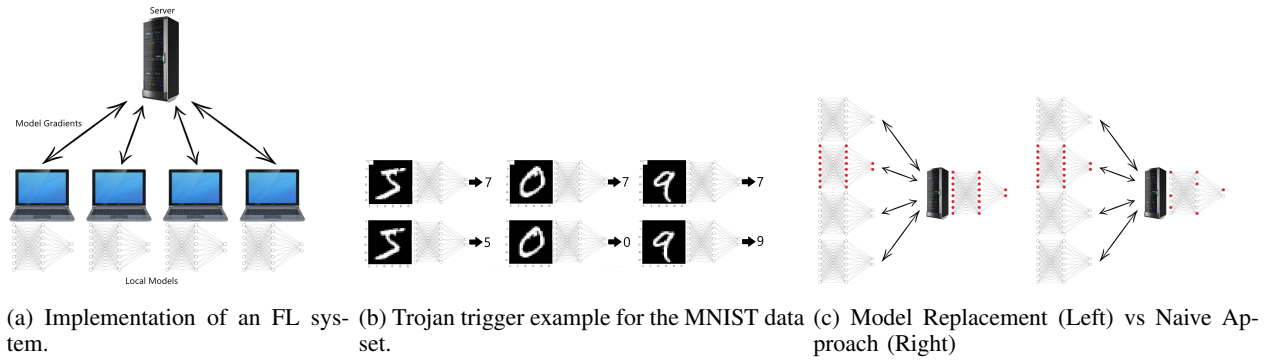 Server
Model Gradients
Local Models
7
7
7
5
0
9
(a) Implementation of an FL sys-
tem.
(b) Trojan trigger example for the MNIST data
set.
(c) Model Replacement (Left) vs Naive Ap-
proach (Right)